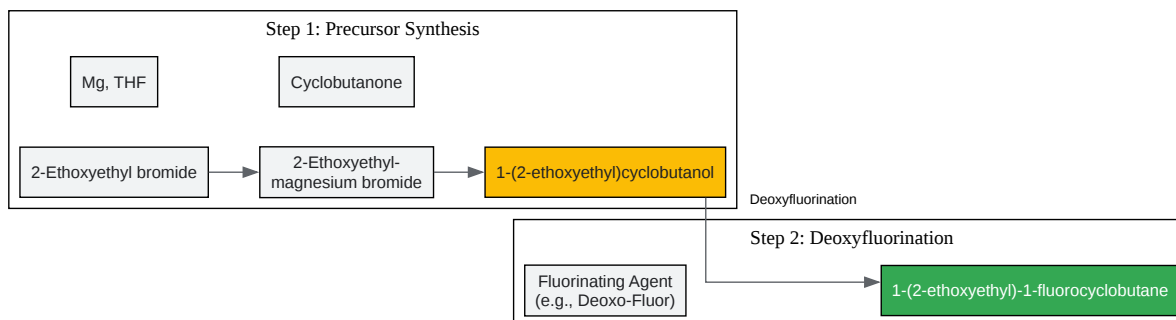 Step 1: Precursor Synthesis
Mg, THF
Cyclobutanone
2-Ethoxyethyl bromide
2-Ethoxyethyl-
magnesium bromide
1-(2-ethoxyethyl)cyclobutanol
Deoxyfluorination
Step 2: Deoxyfluorination
Fluorinating Agent
(e.g., Deoxo-Fluor)
1-(2-ethoxyethyl)-1-fluorocyclobutane